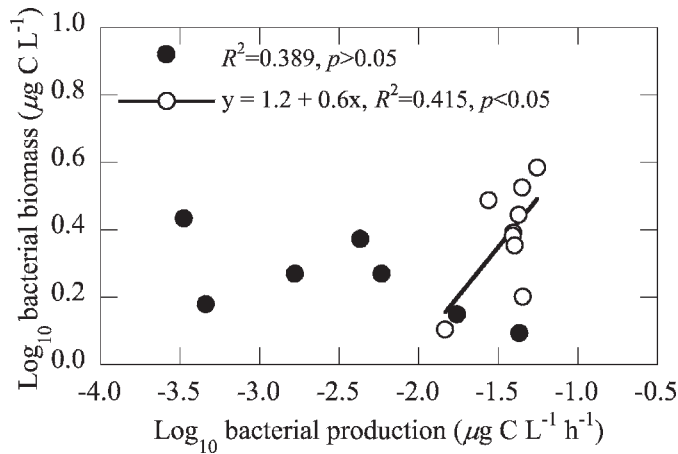 1.0
0.8
0.6
0.4
0.2
0.0
Log₁₀ bacterial biomass (μg C L⁻¹)
R²=0.389, p>0.05
y = 1.2 + 0.6x, R²=0.415, p<0.05
-4.0 -3.5 -3.0 -2.5 -2.0 -1.5 -1.0 -0.5
Log₁₀ bacterial production (μg C L⁻¹ h⁻¹)